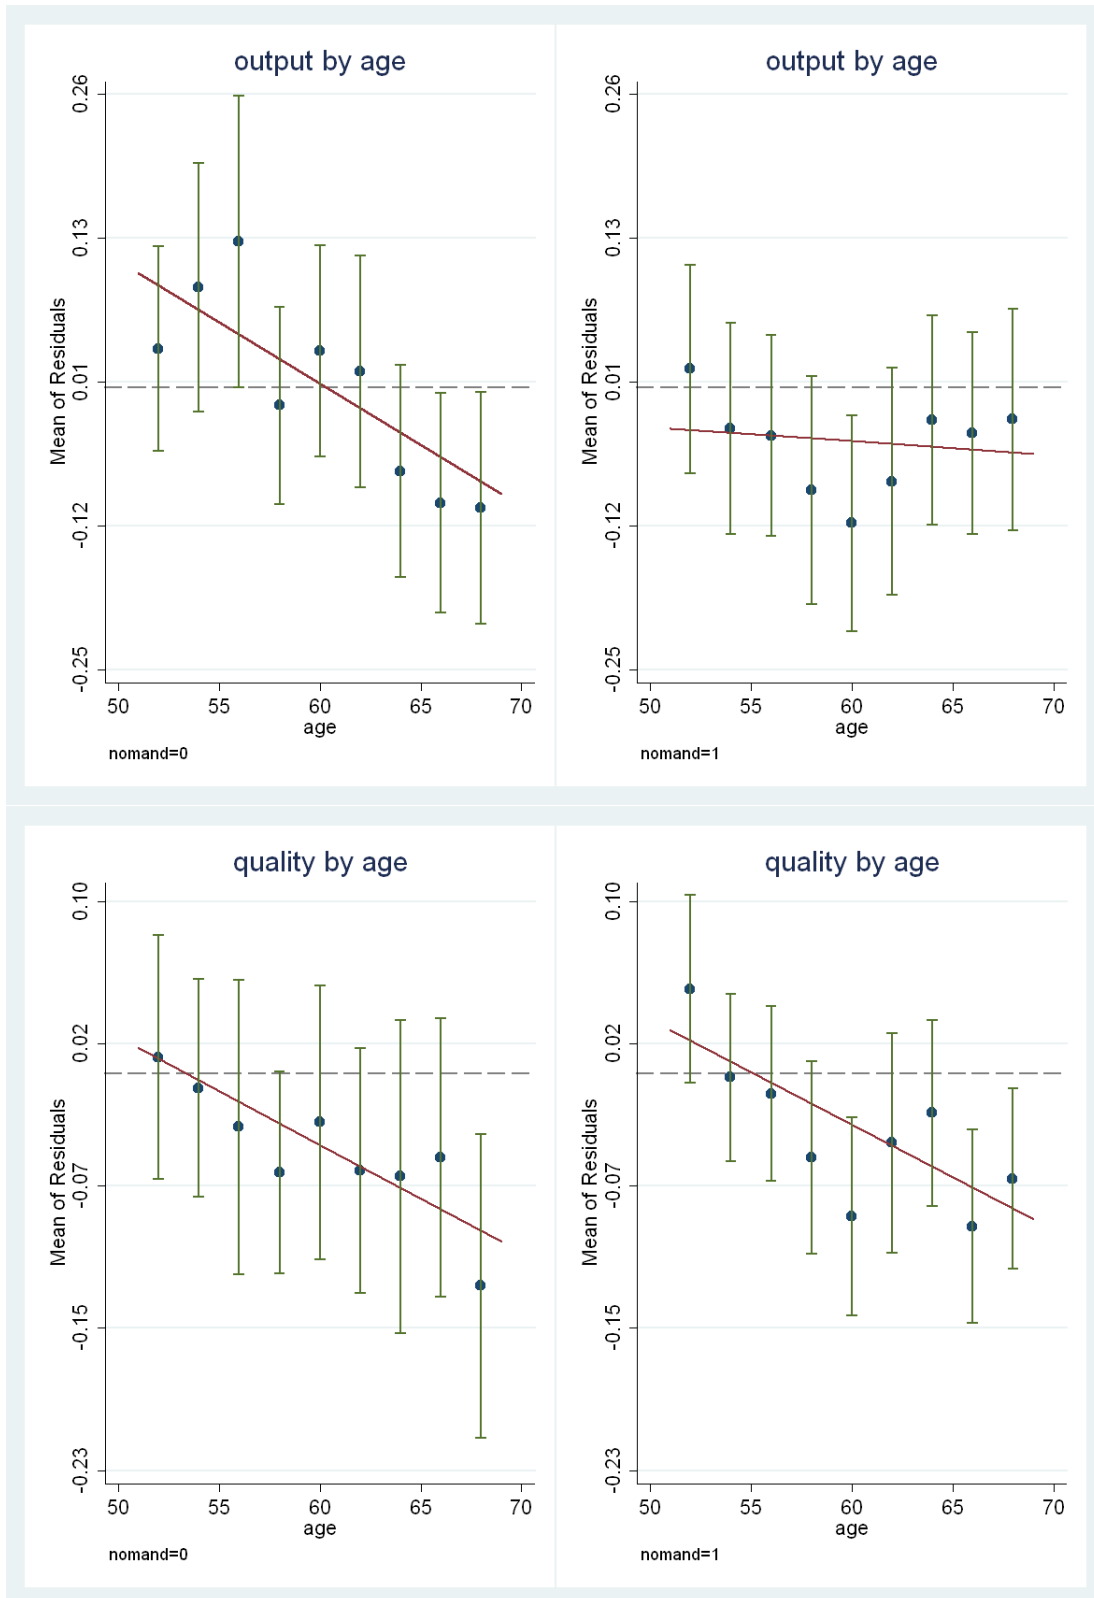 output by age
Mean of Residuals
0.26
0.13
0.01
-0.12
-0.25
50 55 60 65 70
age
nomand=0
output by age
Mean of Residuals
0.26
0.13
0.01
-0.12
-0.25
50 55 60 65 70
age
nomand=1
quality by age
Mean of Residuals
0.10
0.02
-0.07
-0.15
-0.23
50 55 60 65 70
age
nomand=0
quality by age
Mean of Residuals
0.10
0.02
-0.07
-0.15
-0.23
50 55 60 65 70
age
nomand=1